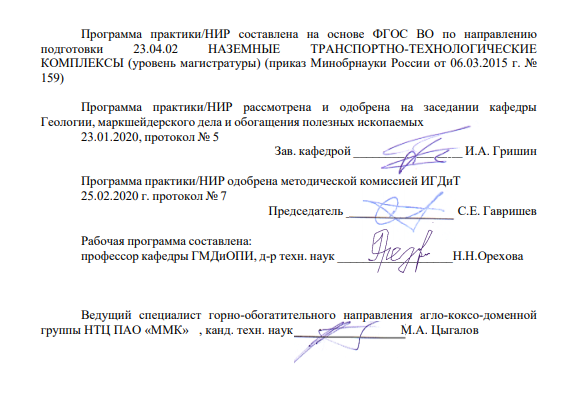 Программа практики/НИР составлена на основе ФГОС ВО по направлению
подготовки 23.04.02 НАЗЕМНЫЕ ТРАНСПОРТНО-ТЕХНОЛОГИЧЕСКИЕ
КОМПЛЕКСЫ (уровень магистратуры) (приказ Минобрнауки России от 06.03.2015 г. №
159)
Программа практики/НИР рассмотрена и одобрена на заседании кафедры
Геологии, маркшейдерского дела и обогащения полезных ископаемых
23.01.2020, протокол № 5
Зав. кафедрой _________________ И.А. Гришин
Программа практики/НИР одобрена методической комиссией ИГДиТ
25.02.2020 г. протокол № 7
Председатель _________________ С.Е. Гавришев
Рабочая программа составлена:
профессор кафедры ГМДиОПИ, д-р техн. наук __________________Н.Н.Орехова
Ведущий специалист горно-обогатительного направления агло-коксо-доменной
группы НТЦ ПАО «ММК» , канд. техн. наук__________________М.А. Цыгалов